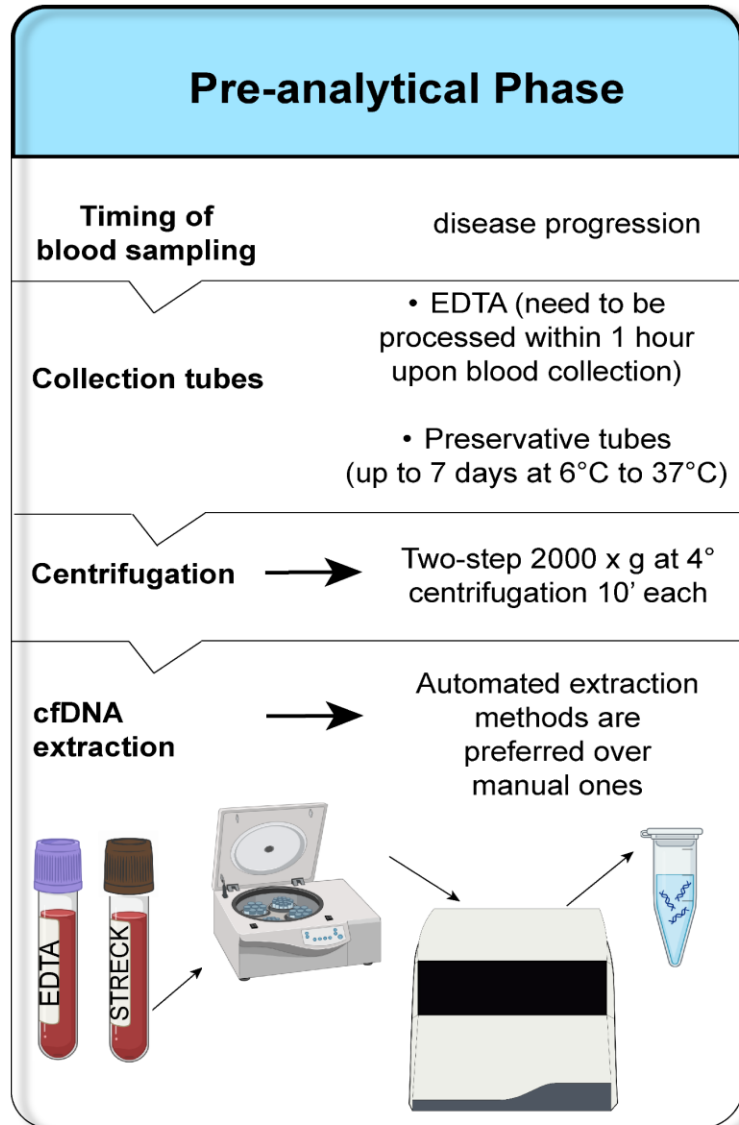 Pre-analytical Phase
Timing of
blood sampling
disease progression
Collection tubes
• EDTA (need to be
processed within 1 hour
upon blood collection)
• Preservative tubes
(up to 7 days at 6°C to 37°C)
Centrifugation
Two-step 2000 x g at 4°
centrifugation 10’ each
cfDNA
extraction
Automated extraction
methods are
preferred over
manual ones
EDTA
STRECK